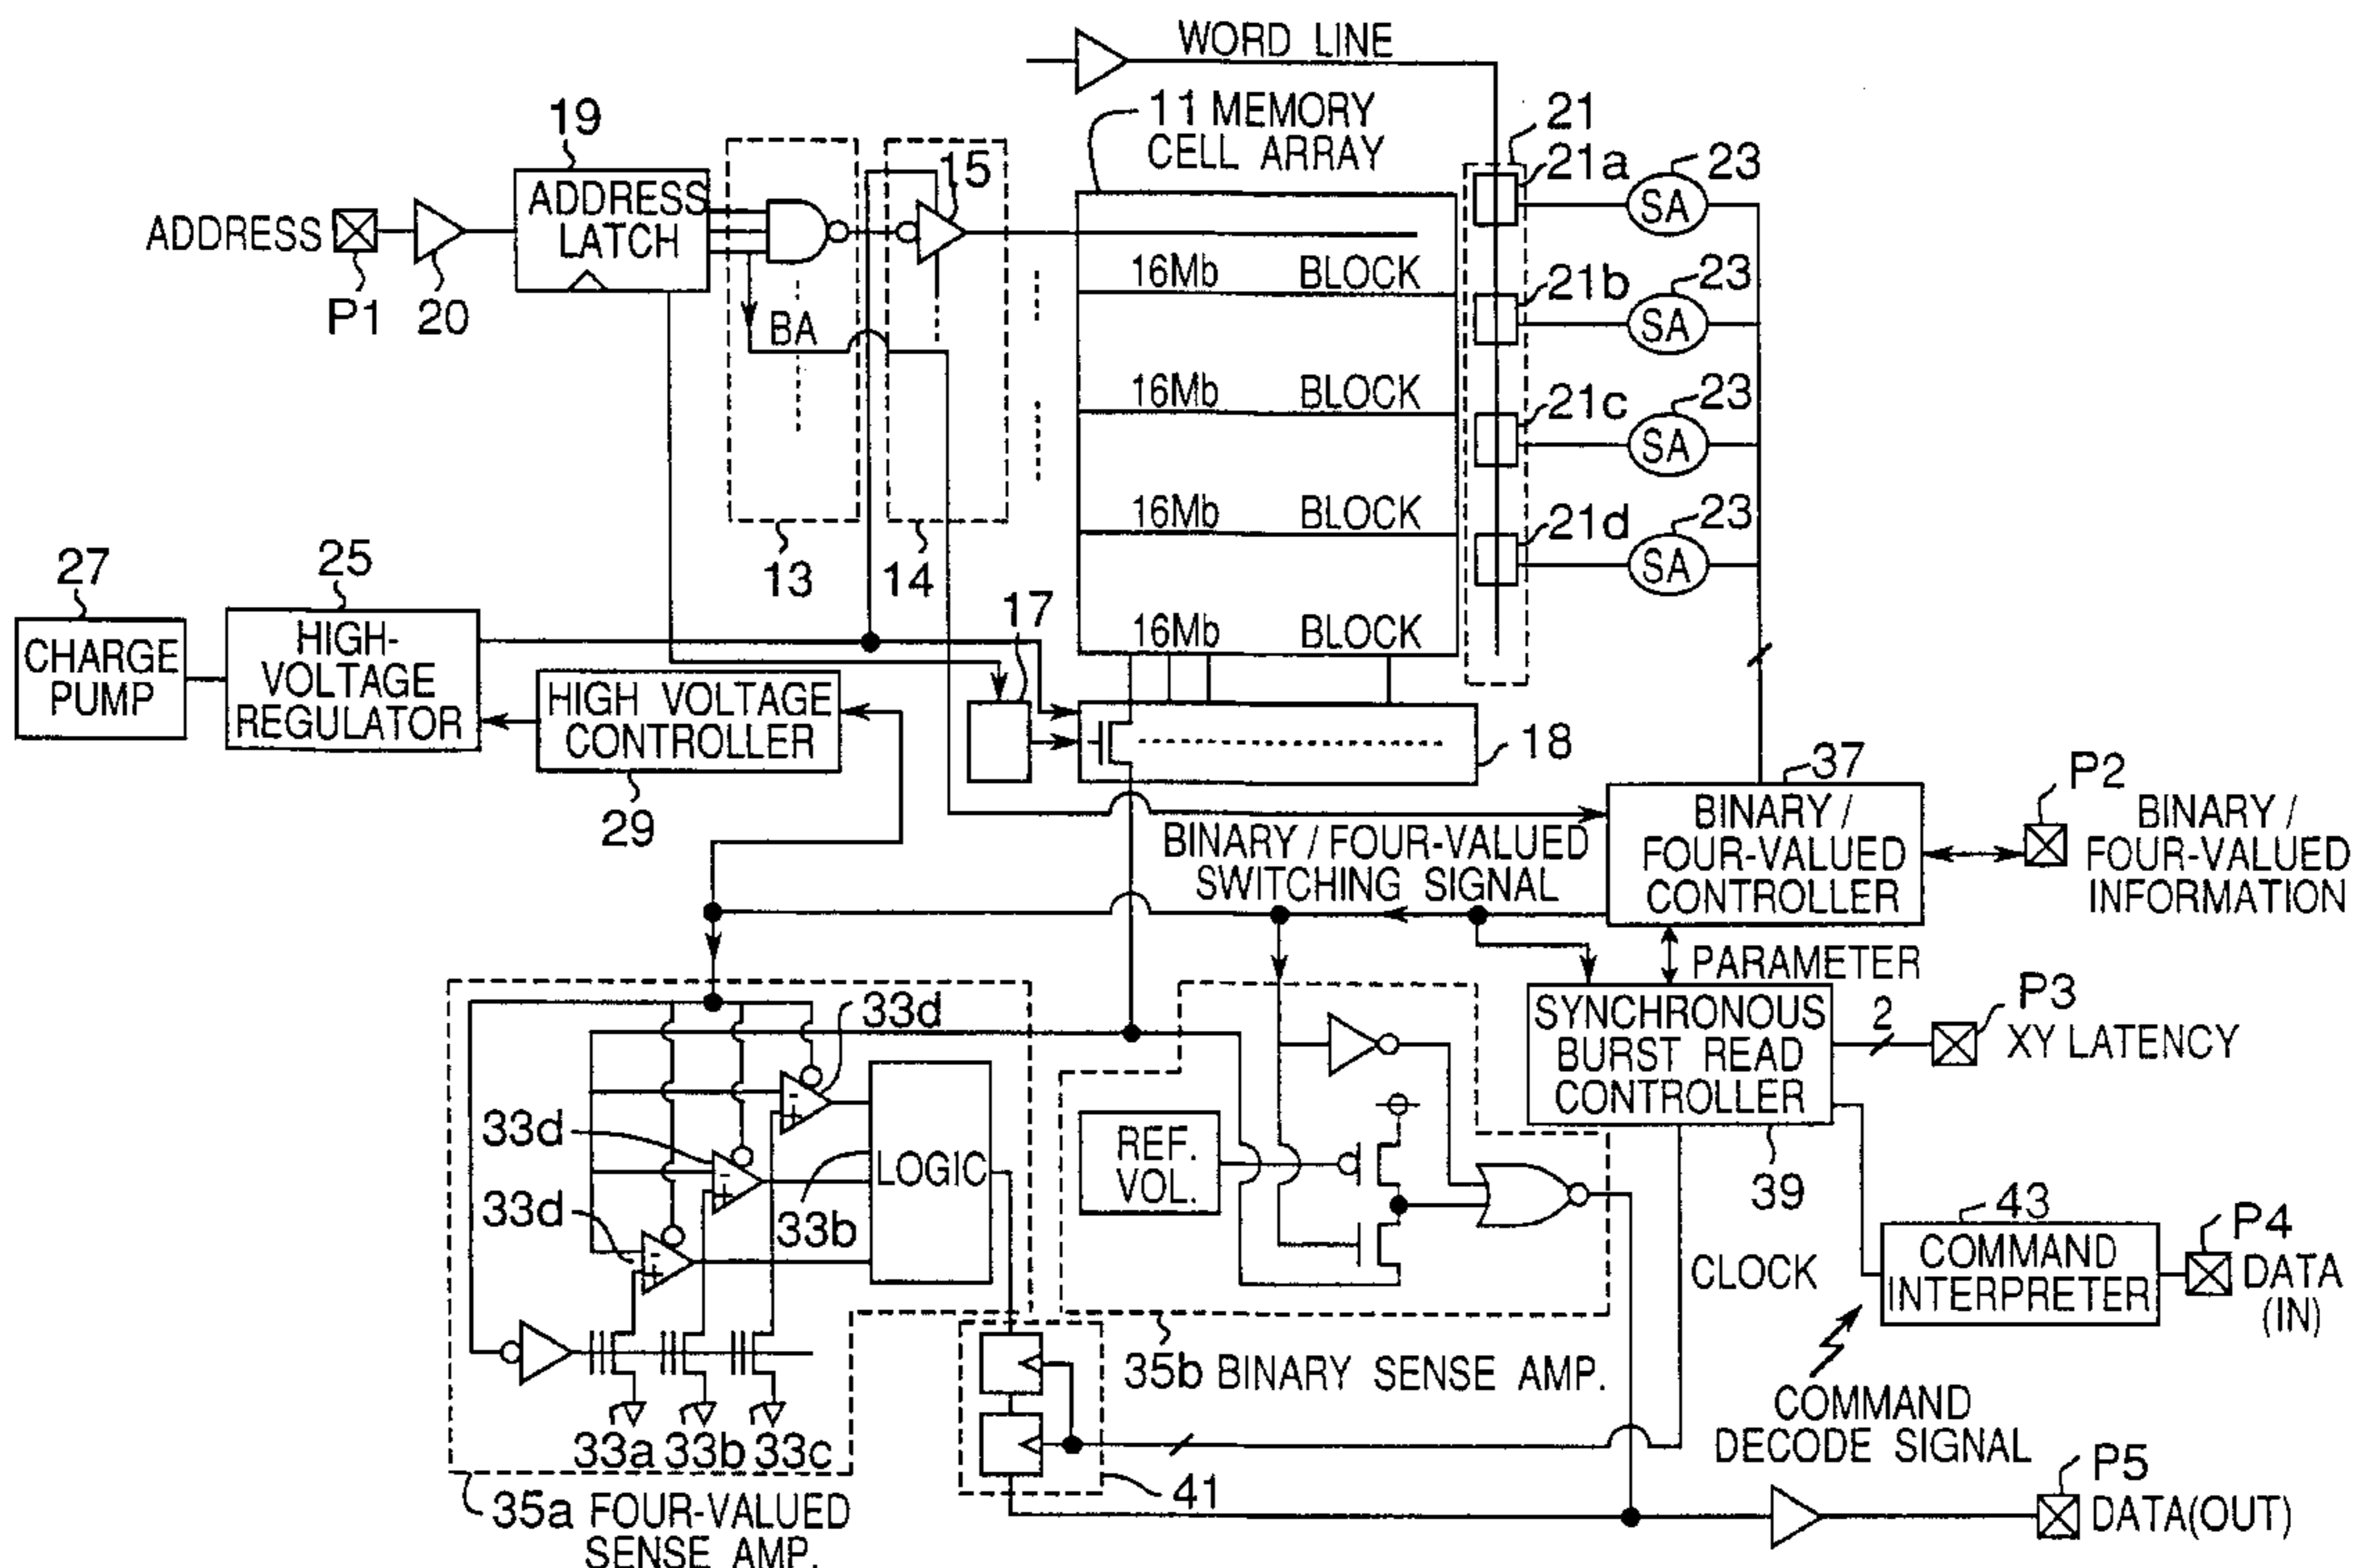 WORD LINE
11 MEMORY
CELL ARRAY
21
21a
23
SA
19
ADDRESS
LATCH
15
ADDRESS
P1
20
BA
16Mb BLOCK
21b
23
SA
16Mb BLOCK
21c
23
SA
16Mb BLOCK
21d
23
SA
16Mb BLOCK
13
14
17
27
CHARGE
PUMP
25
HIGH-
VOLTAGE
REGULATOR
HIGH VOLTAGE
CONTROLLER
29
18
37
BINARY /
FOUR-VALUED
CONTROLLER
P2
BINARY /
FOUR-VALUED
INFORMATION
BINARY / FOUR-VALUED
SWITCHING SIGNAL
PARAMETER
SYNCHRONOUS
BURST READ
CONTROLLER
2
P3
XY LATENCY
39
33d
-
+
33d
-
+
33d
-
+
33b
LOGIC
REF.
VOL.
CLOCK
43
COMMAND
INTERPRETER
P4
DATA
(IN)
33a 33b 33c
35a FOUR-VALUED
SENSE AMP.
35b BINARY SENSE AMP.
41
COMMAND
DECODE SIGNAL
P5
DATA(OUT)